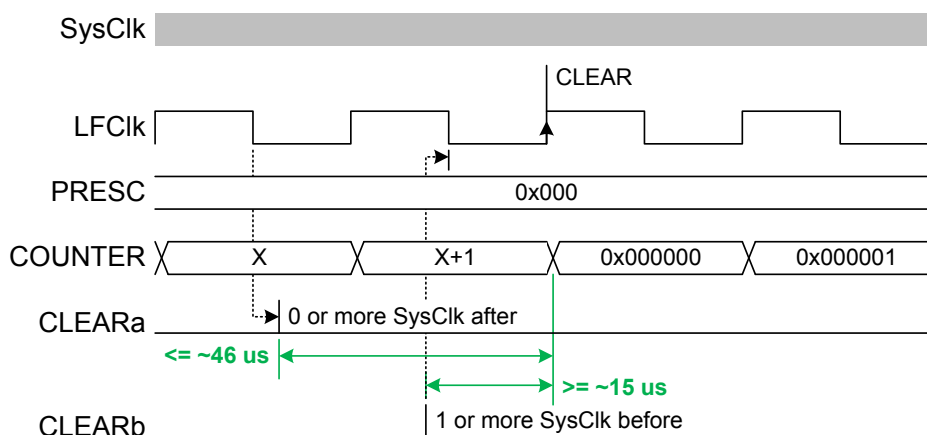 SysClk
CLEAR
LFClk
PRESC
0x000
COUNTER
X
X+1
0x000000
0x000001
CLEARa
0 or more SysClk after
<= ~46 us
>= ~15 us
CLEARb
1 or more SysClk before